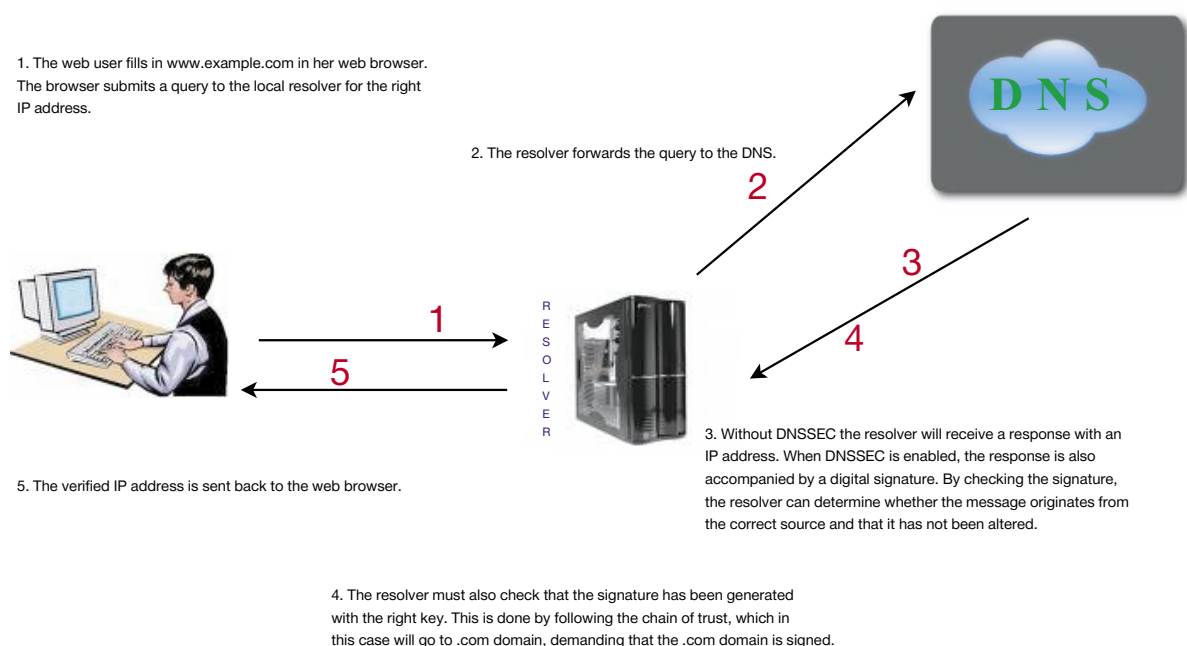 1. The web user fills in www.example.com in her web browser.
The browser submits a query to the local resolver for the right
IP address.
D N S
2. The resolver forwards the query to the DNS.
2
3
4
1
5
R
E
S
O
L
V
E
R
3. Without DNSSEC the resolver will receive a response with an
IP address. When DNSSEC is enabled, the response is also
accompanied by a digital signature. By checking the signature,
the resolver can determine whether the message originates from
the correct source and that it has not been altered.
5. The verified IP address is sent back to the web browser.
4. The resolver must also check that the signature has been generated
with the right key. This is done by following the chain of trust, which in
this case will go to .com domain, demanding that the .com domain is signed.